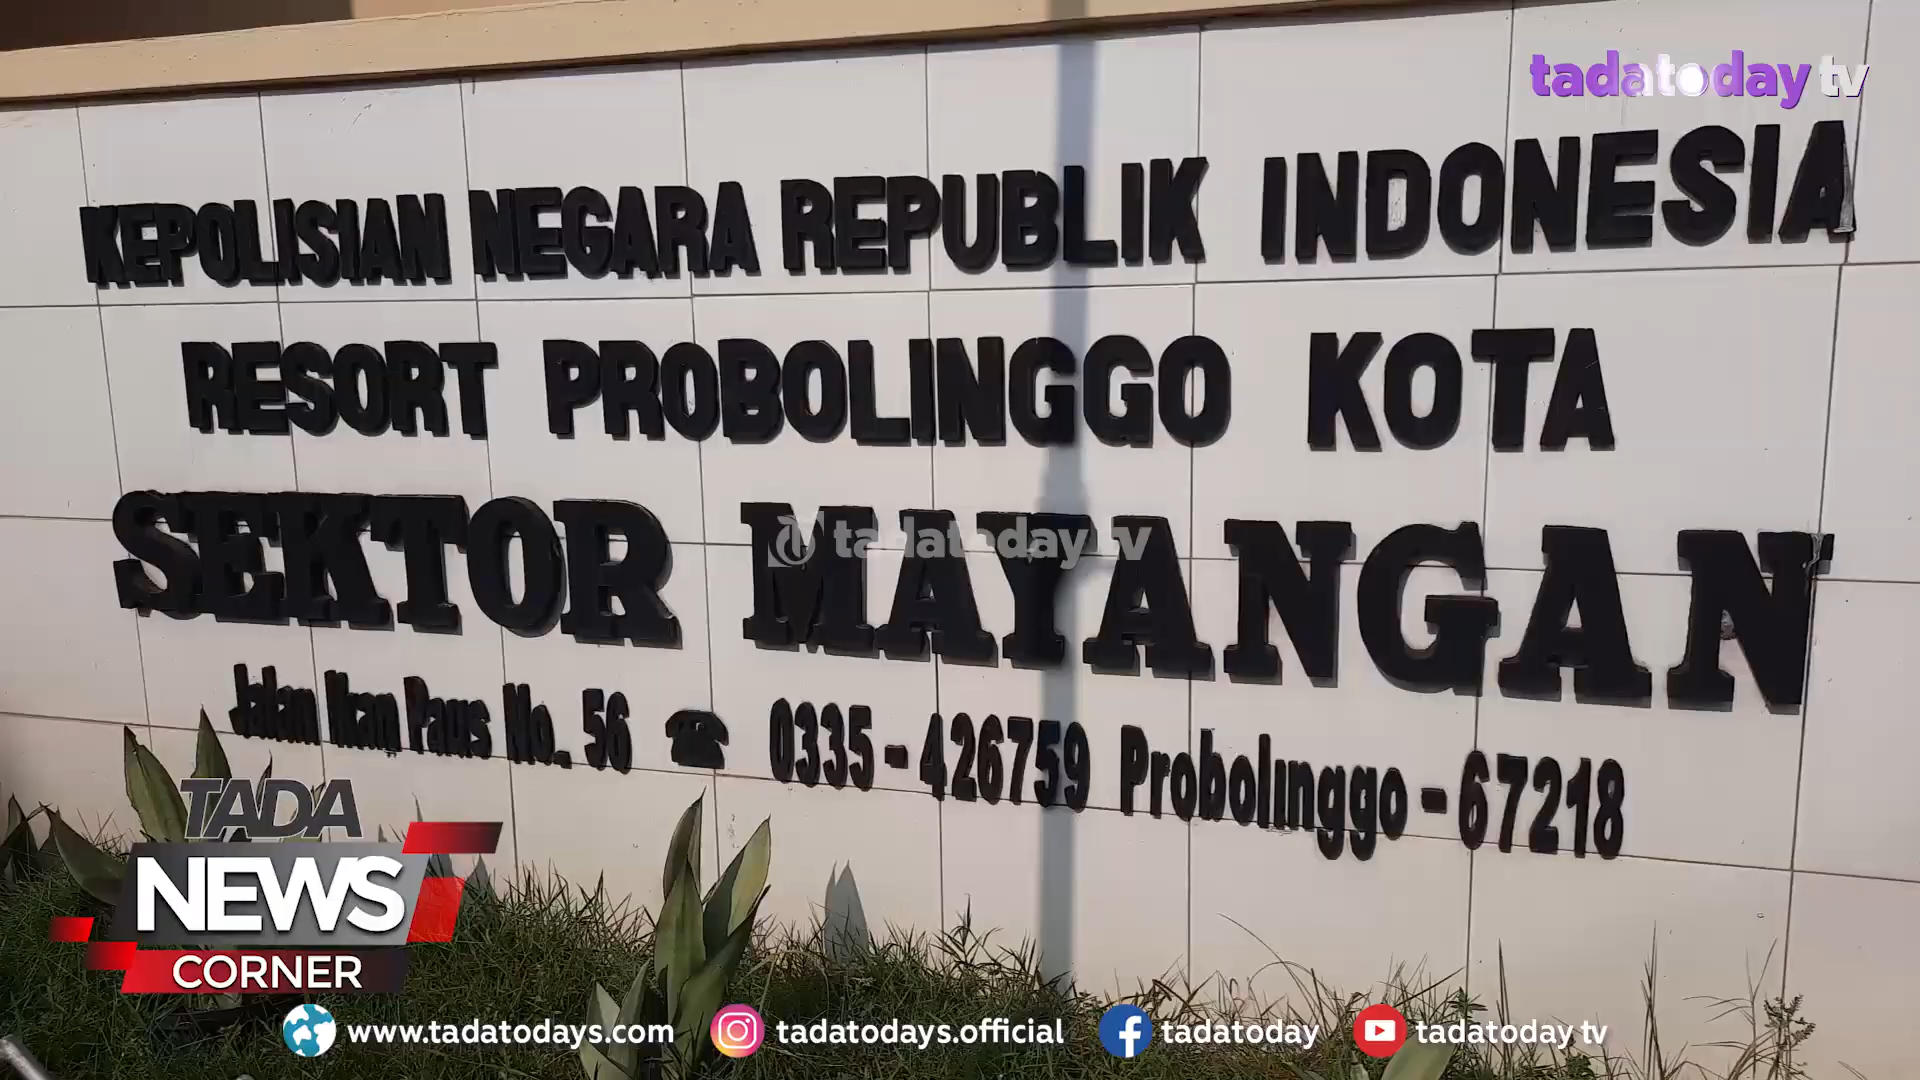 tadatoday tv
KEPOLISIAN NEGARA REPUBLIK INDONESIA
RESORT PROBOLINGGO KOTA
SEKTOR MAYANGAN
tadatoday tv
Jalan Ikan Paus No. 56 ☎ 0335-426759 Probolinggo-67218
TADA
NEWS
CORNER
www.tadatodays.com tadatodays.official tadatoday tadatoday tv